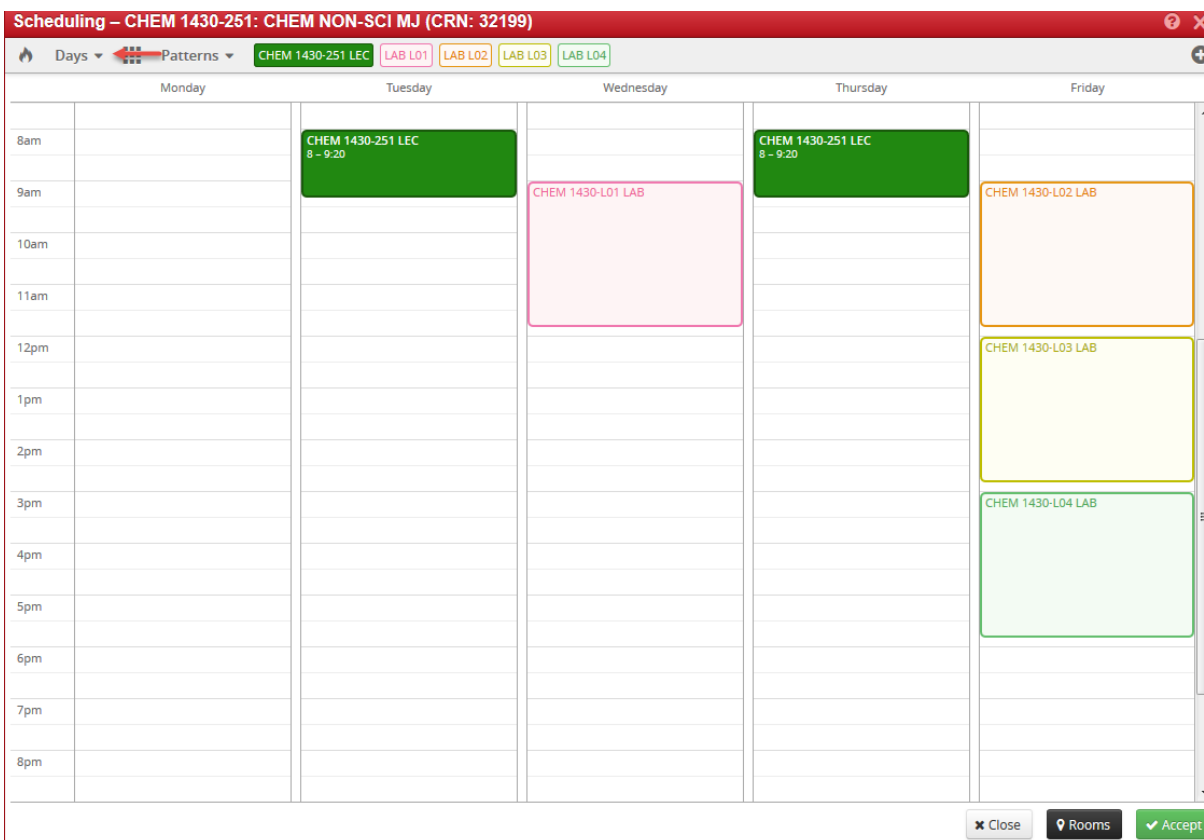 Scheduling – CHEM 1430-251: CHEM NON-SCI MJ (CRN: 32199)
Days Patterns CHEM 1430-251 LEC LAB L01 LAB L02 LAB L03 LAB L04
Monday Tuesday Wednesday Thursday Friday
8am CHEM 1430-251 LEC CHEM 1430-251 LEC
8 – 9:20 8 – 9:20
9am CHEM 1430-L01 LAB CHEM 1430-L02 LAB
10am
11am
12pm CHEM 1430-L03 LAB
1pm
2pm
3pm CHEM 1430-L04 LAB
4pm
5pm
6pm
7pm
8pm
Close Rooms Accept